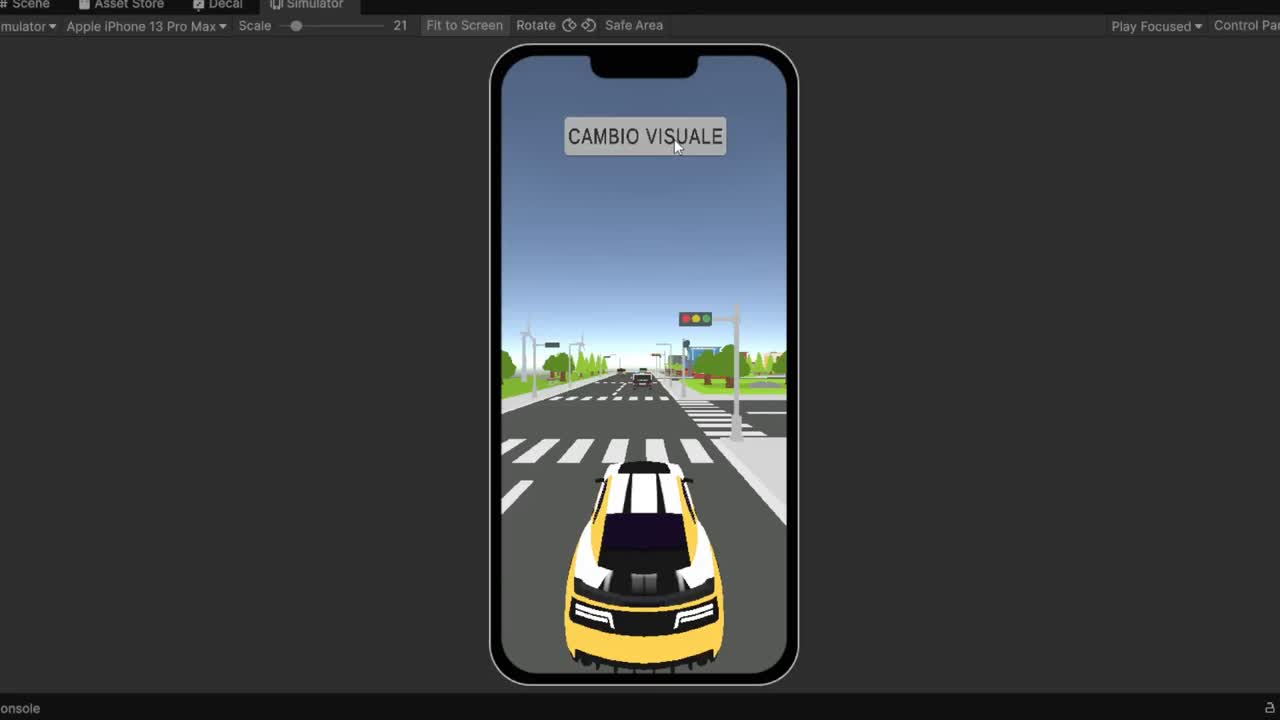 Scene Asset Store Decal Simulator
mulator Apple iPhone 13 Pro Max Scale 21 Fit to Screen Rotate Safe Area Play Focused Control Pa
CAMBIO VISUALE
onsole